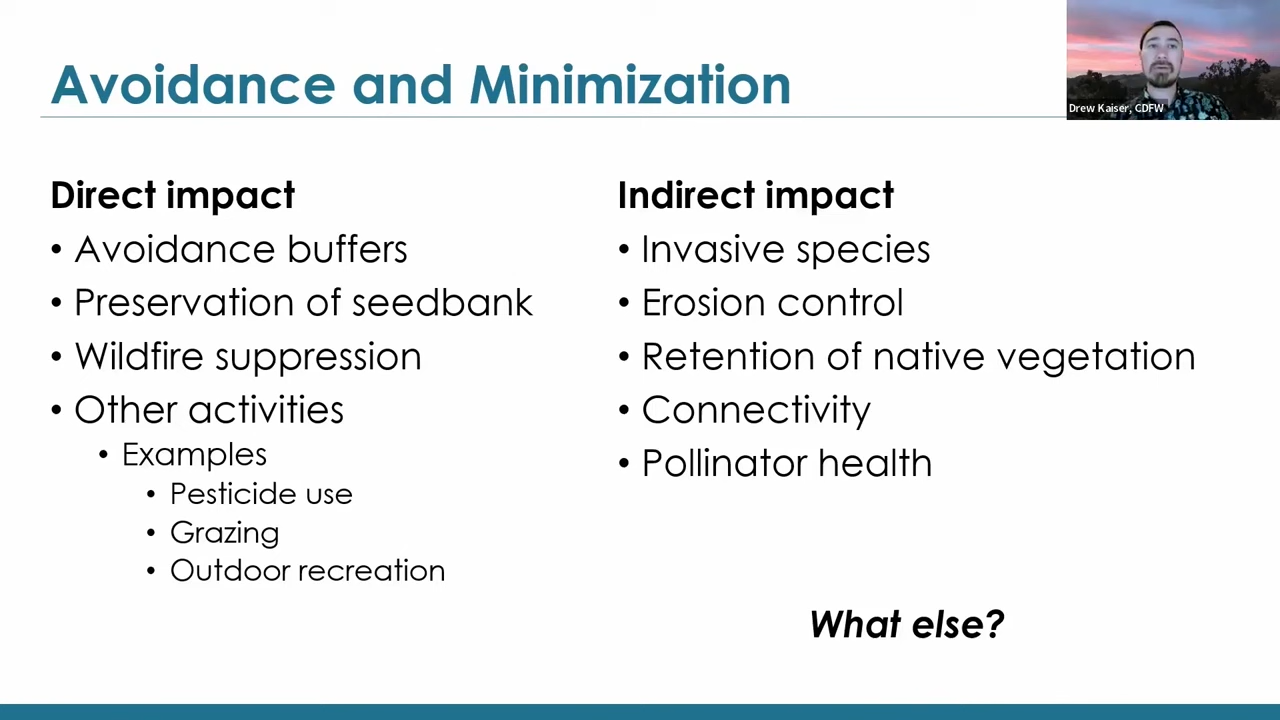 Avoidance and Minimization
Drew Kaiser, CDFW
Direct impact
• Avoidance buffers
• Preservation of seedbank
• Wildfire suppression
• Other activities
• Examples
• Pesticide use
• Grazing
• Outdoor recreation
Indirect impact
• Invasive species
• Erosion control
• Retention of native vegetation
• Connectivity
• Pollinator health
What else?